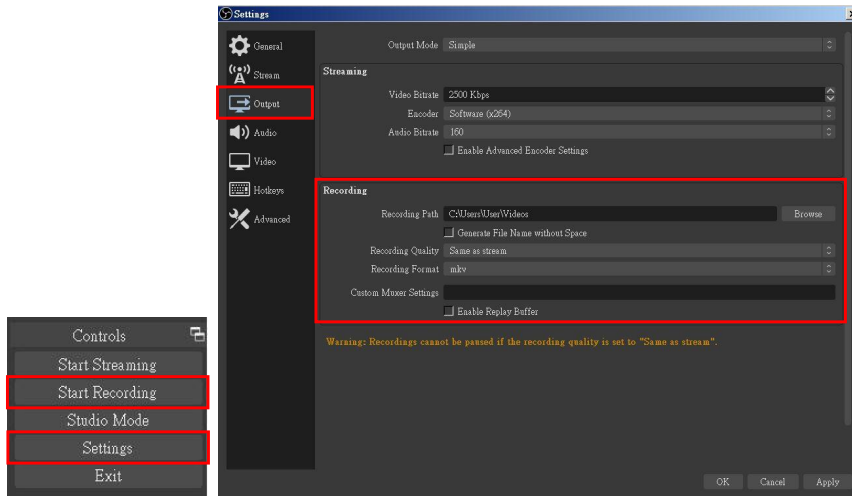 Controls
Start Streaming
Start Recording
Studio Mode
Settings
Exit
Settings
General
Stream
Output
Audio
Video
Hotkeys
Advanced
Output Mode Simple
Streaming
Video Bitrate 2500 Kbps
Encoder Software (x264)
Audio Bitrate 160
Enable Advanced Encoder Settings
Recording
Recording Path C:\Users\User\Videos Browse
Generate File Name without Space
Recording Quality Same as stream
Recording Format mkv
Custom Muxer Settings
Enable Replay Buffer
Warning: Recordings cannot be paused if the recording quality is set to "Same as stream".
OK Cancel Apply